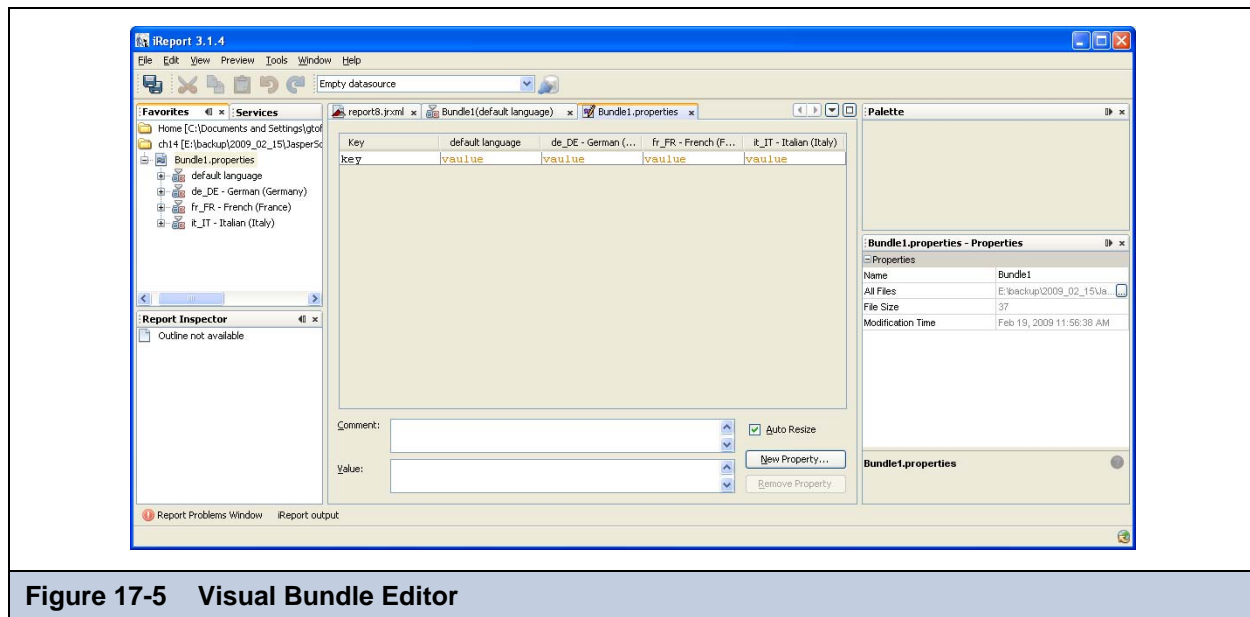 iReport 3.1.4
File Edit View Preview Tools Window Help
Empty datasource
Favorites Services
Home [C:\Documents and Settings\gtof
ch14 [E:\backup\2009_02_15\JasperSo
Bundle1.properties
default language
de_DE - German (Germany)
fr_FR - French (France)
it_IT - Italian (Italy)
Report Inspector
Outline not available
report8.jrxml Bundle1(default language) Bundle1.properties
Key default language de_DE - German (... fr_FR - French (F... it_IT - Italian (Italy)
key vaulue vaulue vaulue vaulue
Comment:
Auto Resize
Value:
New Property...
Remove Property
Palette
Bundle1.properties - Properties
Properties
Name Bundle1
All Files E:\backup\2009_02_15\Ja... ...
File Size 37
Modification Time Feb 19, 2009 11:56:38 AM
Bundle1.properties
Report Problems Window iReport output
Figure 17-5 Visual Bundle Editor